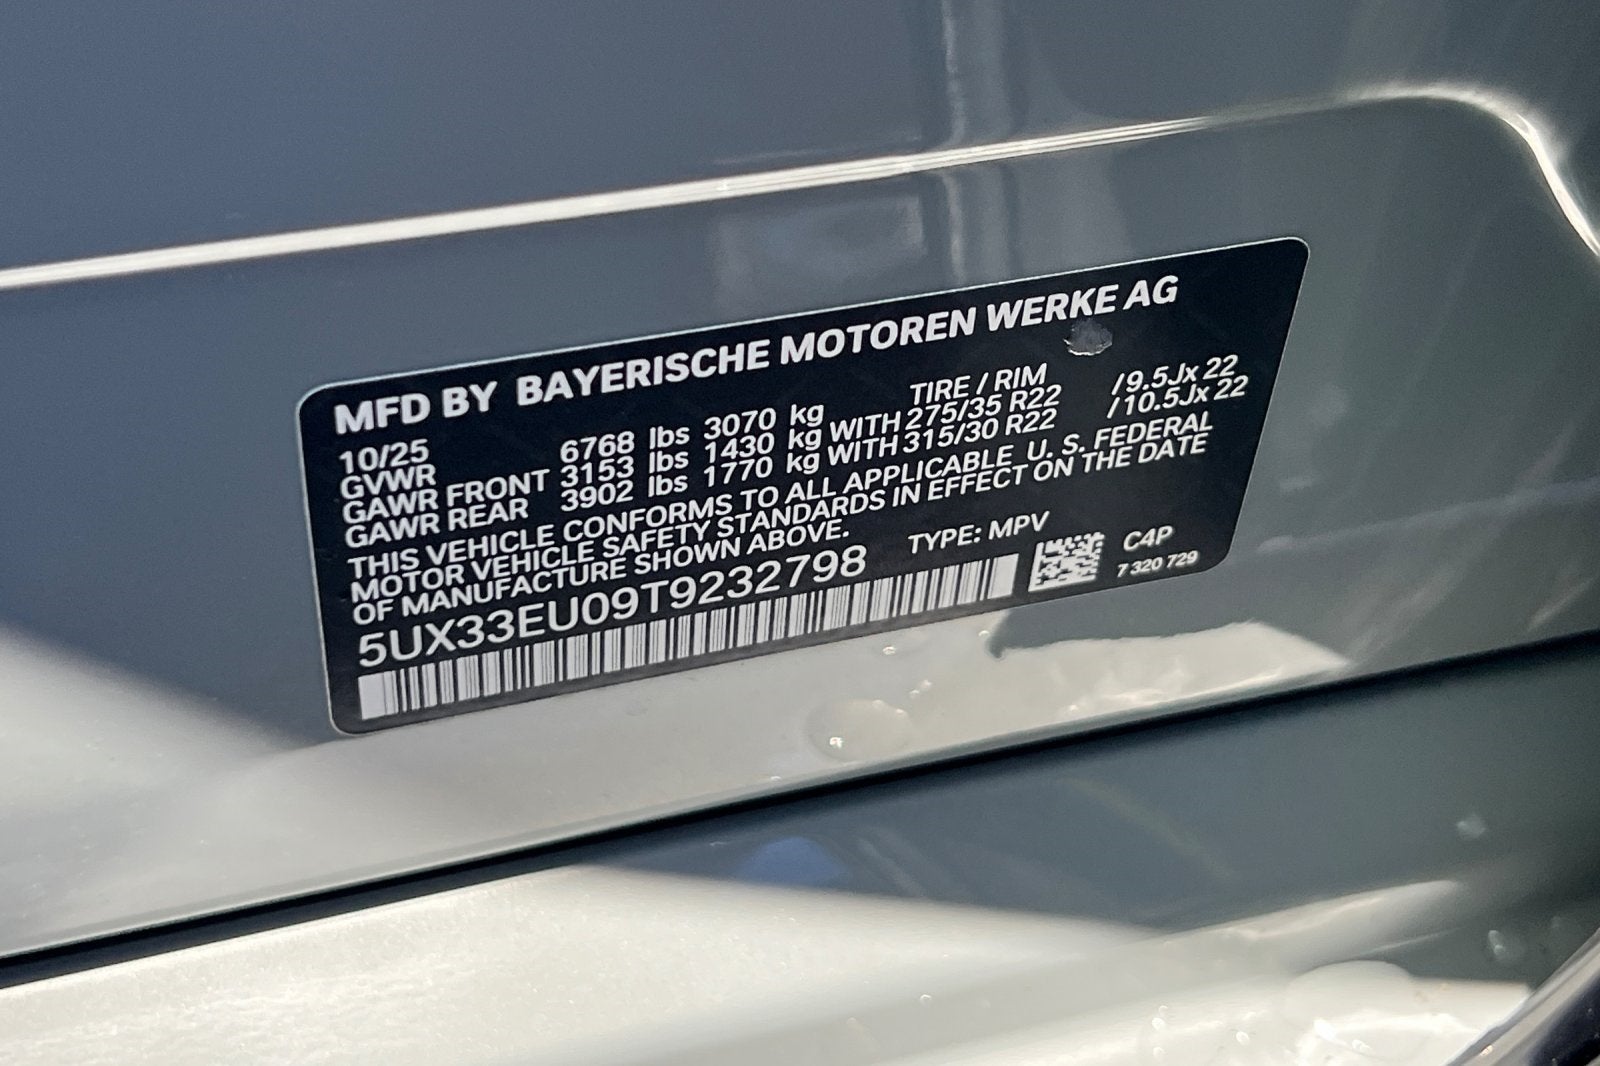 MFD BY BAYERISCHE MOTOREN WERKE AG
10/25 TIRE / RIM
GVWR 6768 lbs 3070 kg
GAWR FRONT 3153 lbs 1430 kg WITH 275/35 R22 /9.5Jx 22
GAWR REAR 3902 lbs 1770 kg WITH 315/30 R22 /10.5Jx 22
THIS VEHICLE CONFORMS TO ALL APPLICABLE U. S. FEDERAL
MOTOR VEHICLE SAFETY STANDARDS IN EFFECT ON THE DATE
OF MANUFACTURE SHOWN ABOVE.
5UX33EU09T9232798 TYPE: MPV
C4P
7 320 729